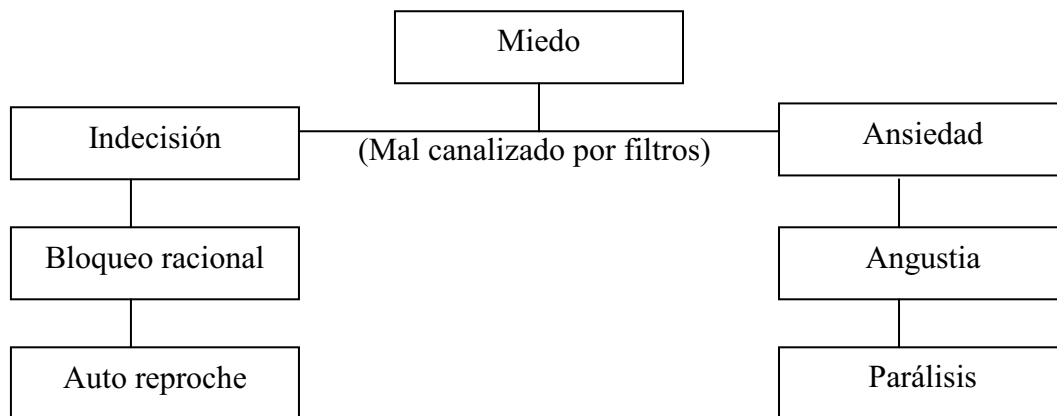 Miedo
Indecisión
(Mal canalizado por filtros)
Ansiedad
Bloqueo racional
Angustia
Auto reproche
Parálisis